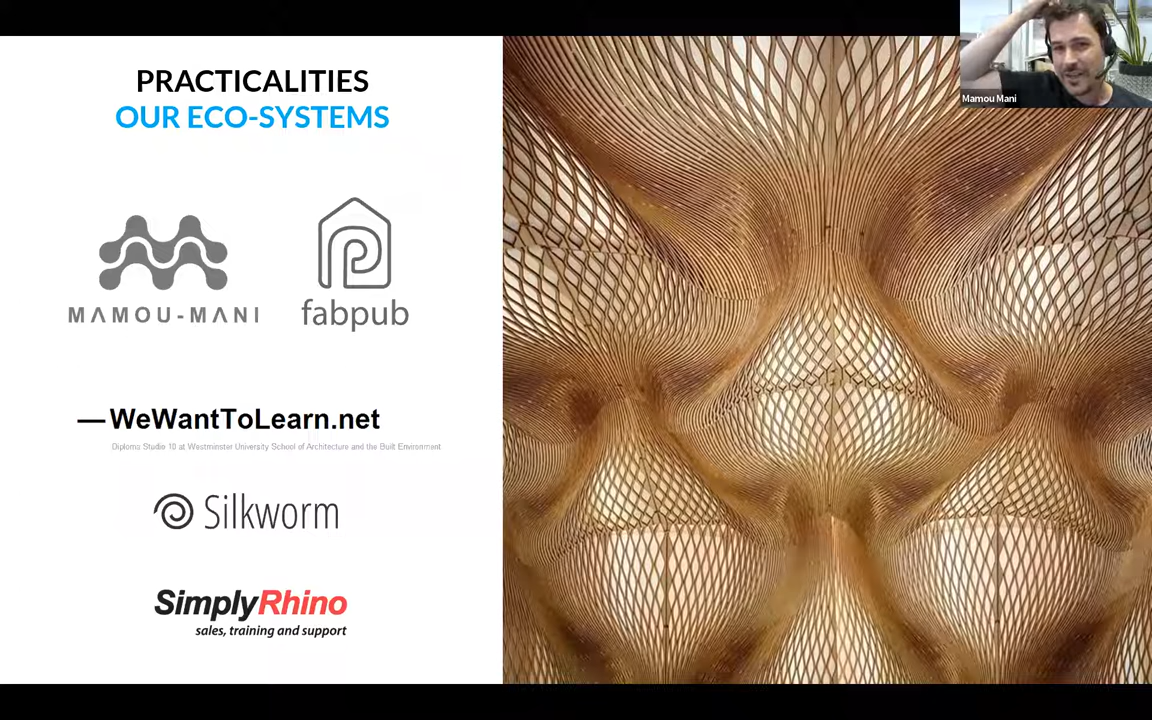 PRACTICALITIES
OUR ECO-SYSTEMS
MAMOU-MANI
fabpub
—WeWantToLearn.net
Diploma Studio 10 at Westminster University School of Architecture and the Built Environment
Silkworm
SimplyRhino
sales, training and support
Mamou Mani